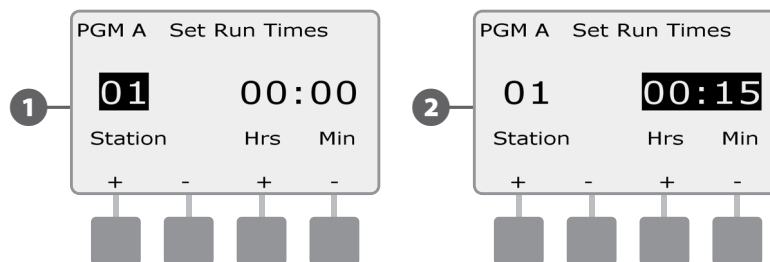 PGM A Set Run Times
1
01 00:00
Station Hrs Min
+ - + -
PGM A Set Run Times
2
01 00:15
Station Hrs Min
+ - + -